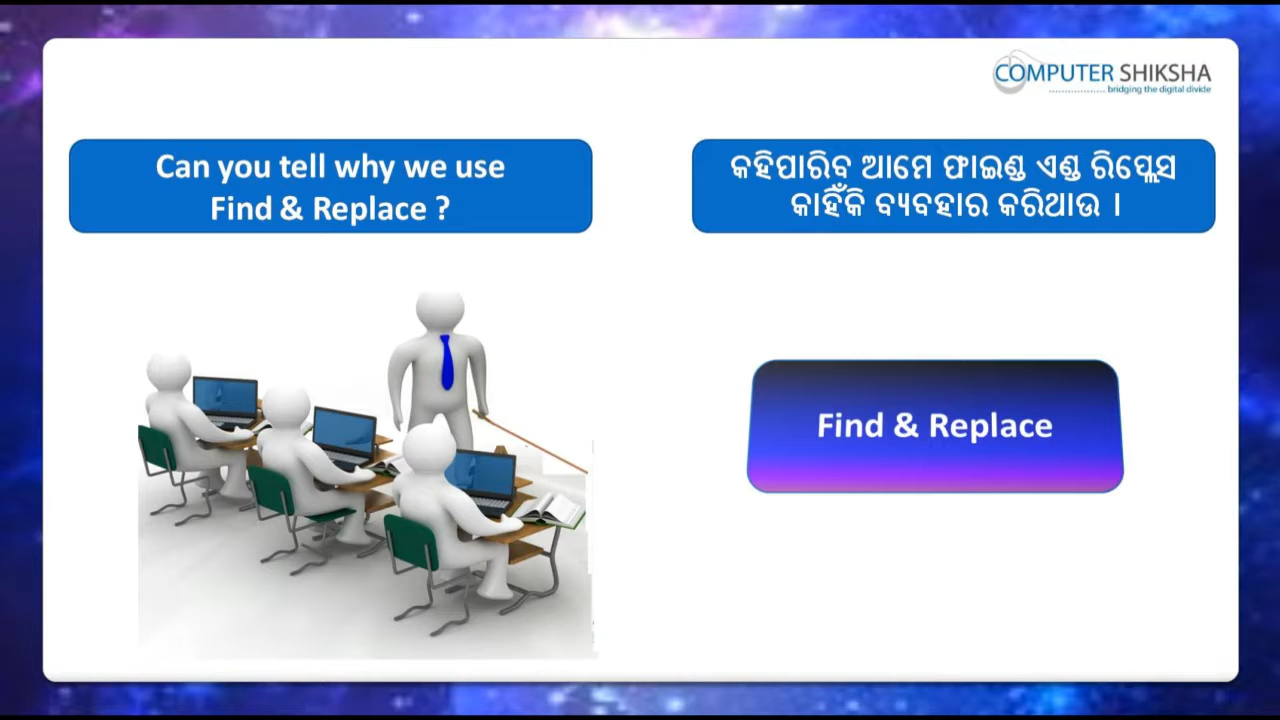 COMPUTER SHIKSHA
bridging the digital divide
Can you tell why we use
Find & Replace ?
କହିପାରିବ ଆମେ ଫାଇଣ୍ଡ ଏଣ୍ଡ ରିପ୍ଲେସ
କାହିଁକି ବ୍ୟବହାର କରିଥାଉ ।
Find & Replace